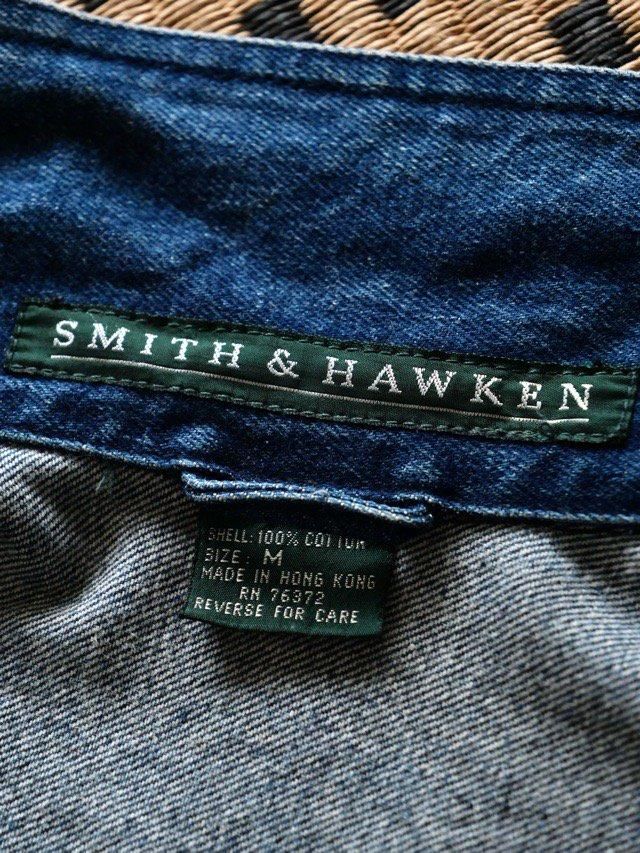 SMITH & HAWKEN
SHELL: 100% COTTON
SIZE: M
MADE IN HONG KONG
RN 76372
REVERSE FOR CARE